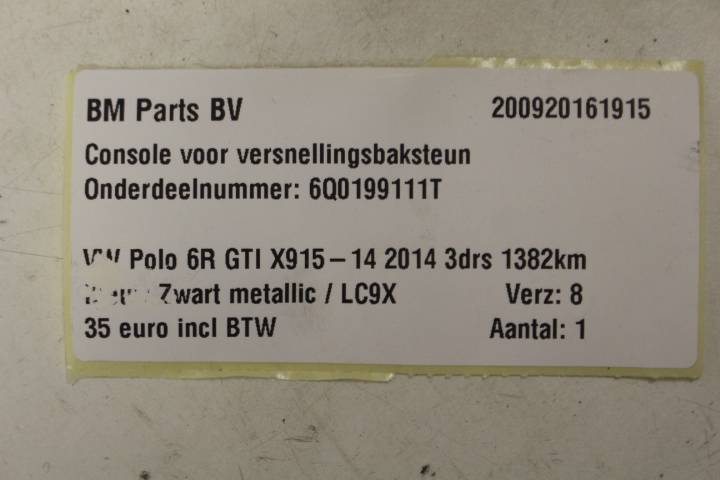 BM Parts BV 200920161915
Console voor versnellingsbaksteun
Onderdeelnummer: 6Q0199111T
VW Polo 6R GTI X915-14 2014 3drs 1382km
Zwart metallic / LC9X Verz: 8
35 euro incl BTW Aantal: 1